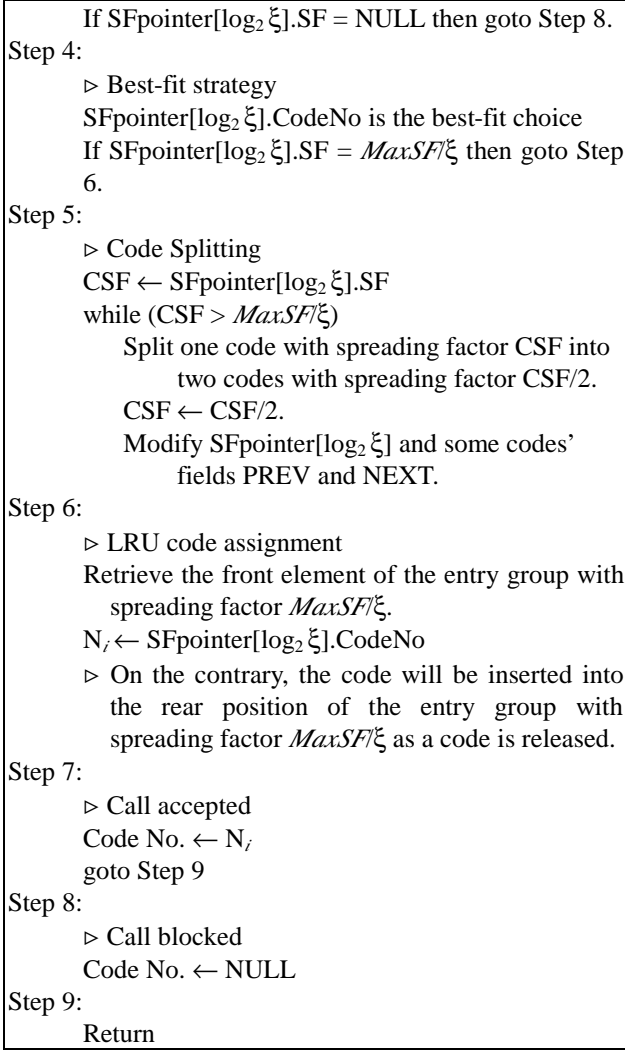 If SFpointer[log₂ ξ].SF = NULL then goto Step 8.
Step 4:
▹ Best-fit strategy
SFpointer[log₂ ξ].CodeNo is the best-fit choice
If SFpointer[log₂ ξ].SF = MaxSF/ξ then goto Step
6.
Step 5:
▹ Code Splitting
CSF ← SFpointer[log₂ ξ].SF
while (CSF > MaxSF/ξ)
Split one code with spreading factor CSF into
two codes with spreading factor CSF/2.
CSF ← CSF/2.
Modify SFpointer[log₂ ξ] and some codes'
fields PREV and NEXT.
Step 6:
▹ LRU code assignment
Retrieve the front element of the entry group with
spreading factor MaxSF/ξ.
Nᵢ ← SFpointer[log₂ ξ].CodeNo
▹ On the contrary, the code will be inserted into
the rear position of the entry group with
spreading factor MaxSF/ξ as a code is released.
Step 7:
▹ Call accepted
Code No. ← Nᵢ
goto Step 9
Step 8:
▹ Call blocked
Code No. ← NULL
Step 9:
Return